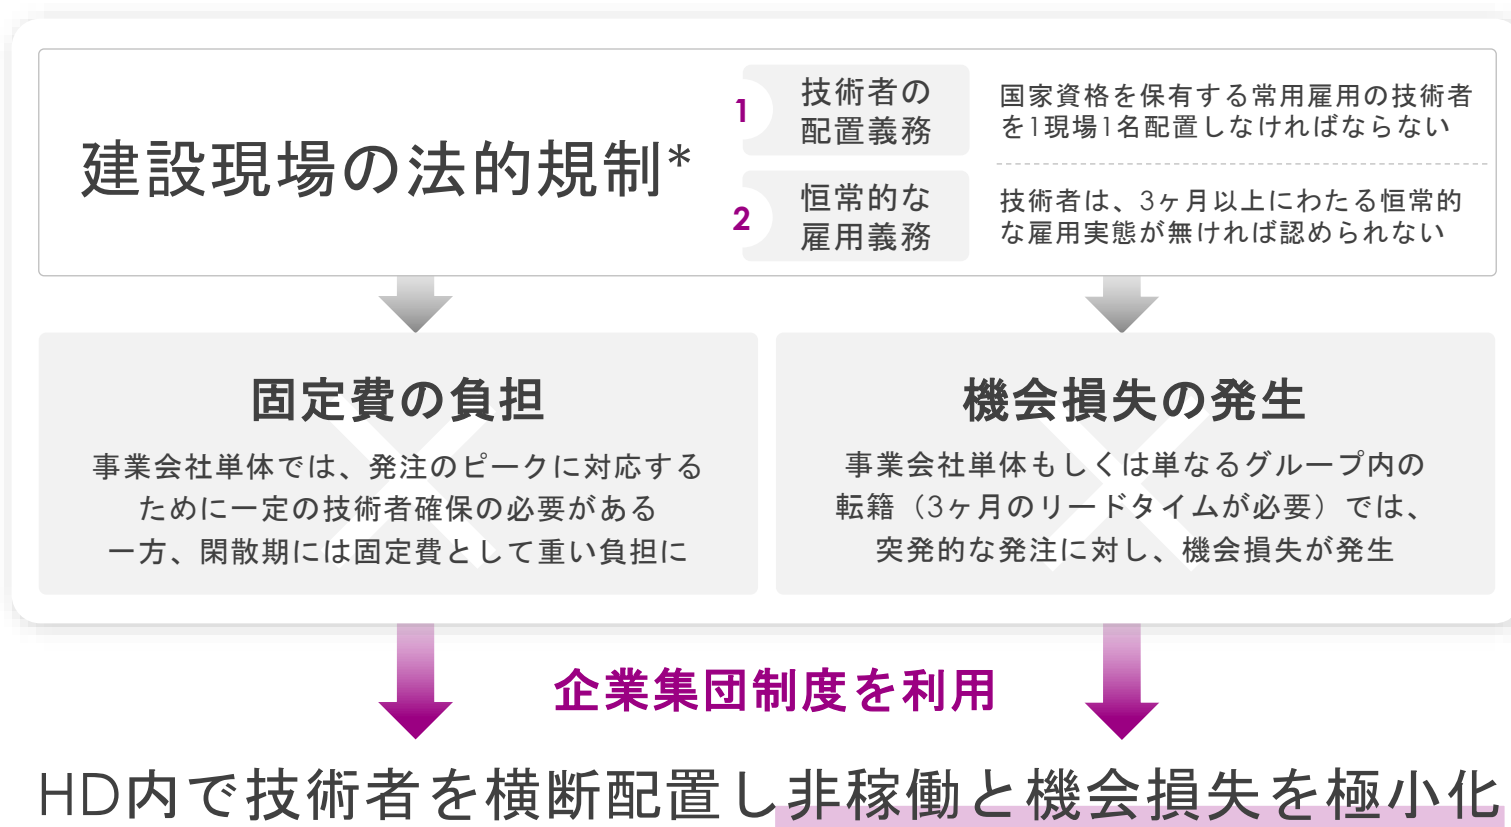 建設現場の法的規制*
1
技術者の
配置義務
国家資格を保有する常用雇用の技術者
を1現場1名配置しなければならない
2
恒常的な
雇用義務
技術者は、3ヶ月以上にわたる恒常的
な雇用実態が無ければ認められない
固定費の負担
事業会社単体では、発注のピークに対応する
ために一定の技術者確保の必要がある
一方、閑散期には固定費として重い負担に
機会損失の発生
事業会社単体もしくは単なるグループ内の
転籍（3ヶ月のリードタイムが必要）では、
突発的な発注に対し、機会損失が発生
企業集団制度を利用
HD内で技術者を横断配置し非稼働と機会損失を極小化